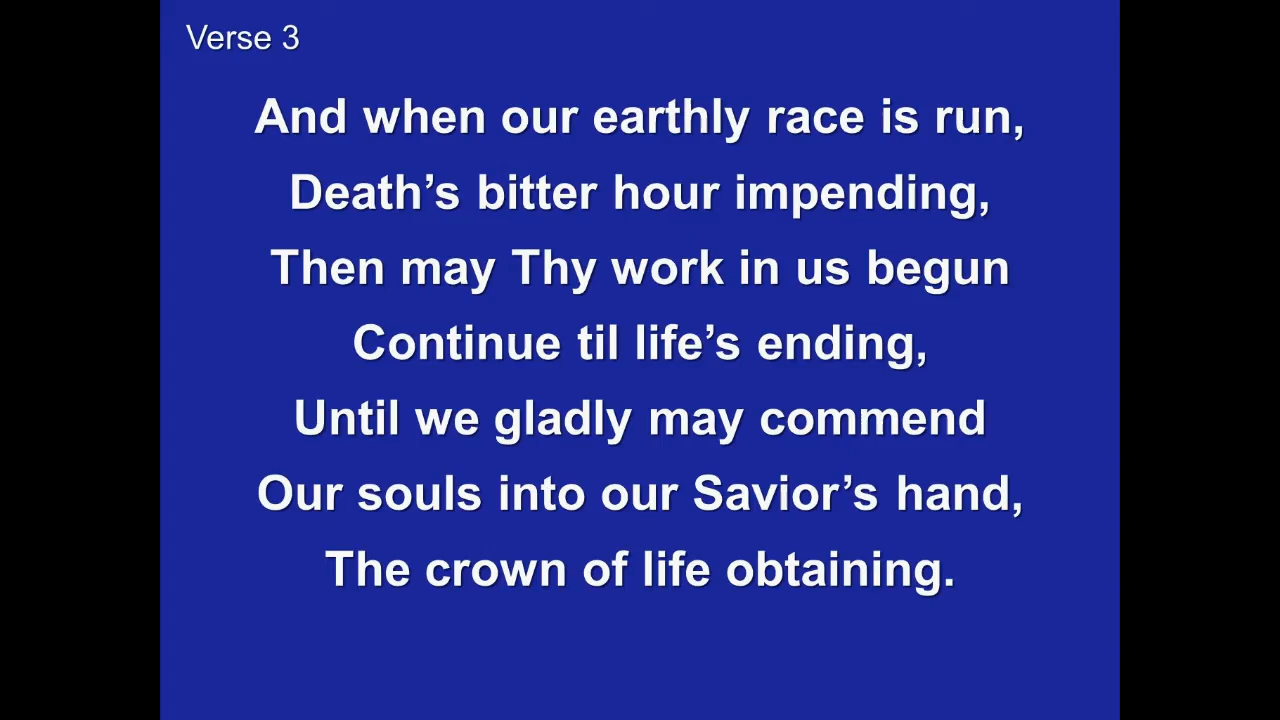 Verse 3
And when our earthly race is run,
Death’s bitter hour impending,
Then may Thy work in us begun
Continue til life’s ending,
Until we gladly may commend
Our souls into our Savior’s hand,
The crown of life obtaining.